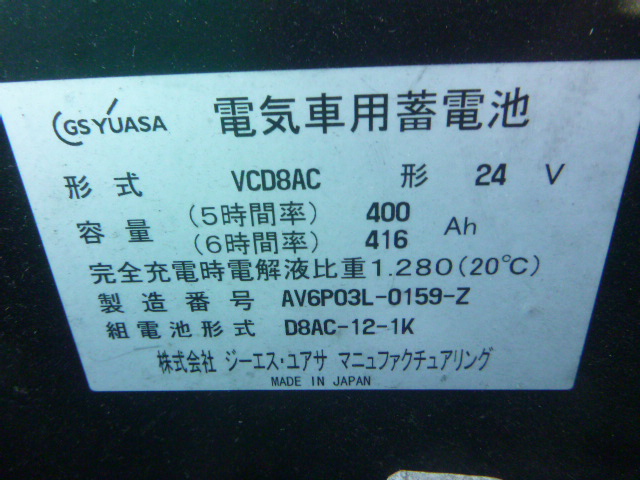 GS YUASA 電気車用蓄電池
形式 VCD8AC 形 24 V
容量 (5時間率) 400 Ah
(6時間率) 416
完全充電時電解液比重1.280(20℃)
製造番号 AV6P03L-0159-Z
組電池形式 D8AC-12-1K
株式会社 ジーエス・ユアサ マニュファクチュアリング
MADE IN JAPAN